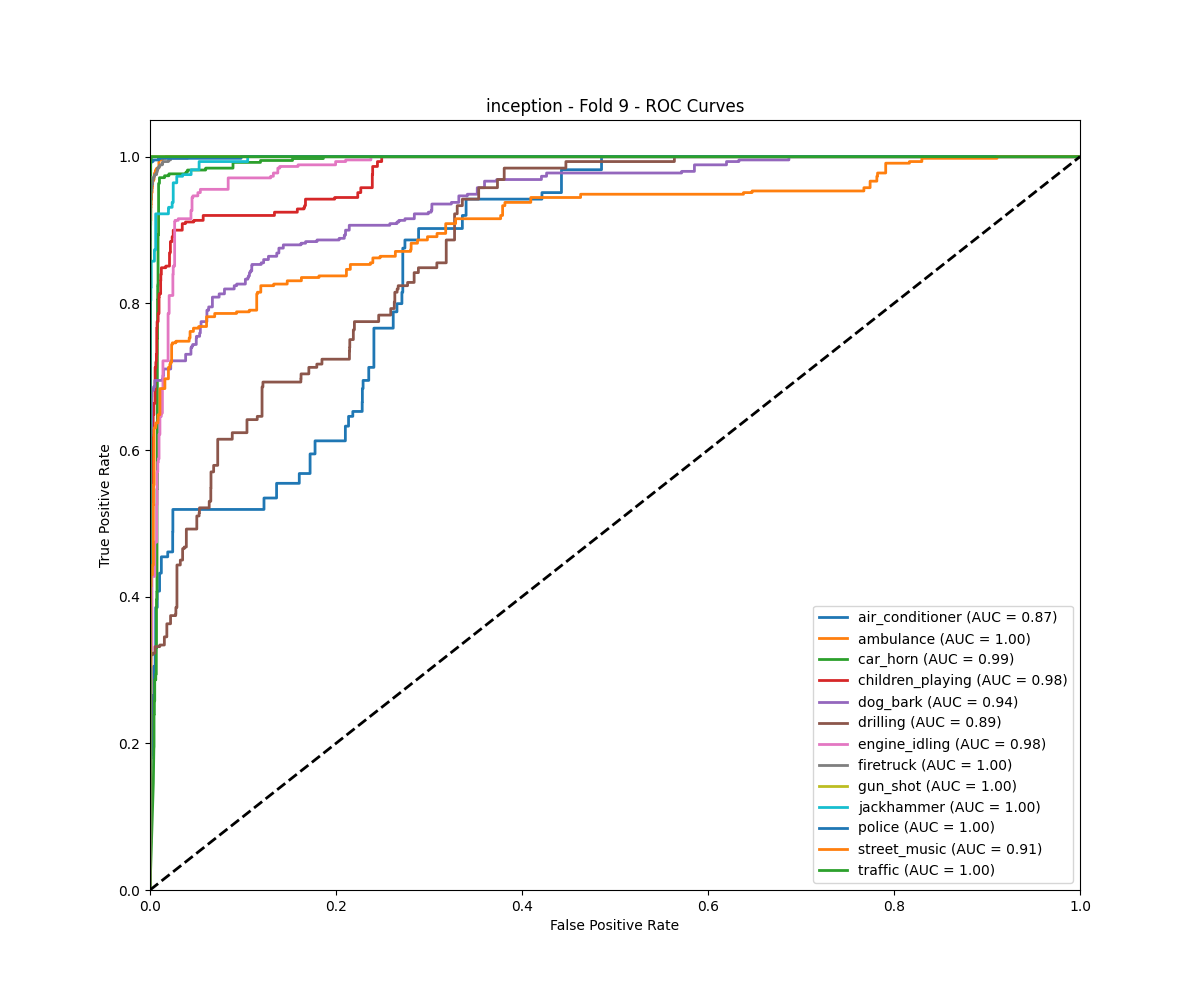 inception - Fold 9 - ROC Curves
1.0
0.8
0.6
0.4
0.2
0.0
True Positive Rate
air_conditioner (AUC = 0.87)
ambulance (AUC = 1.00)
car_horn (AUC = 0.99)
children_playing (AUC = 0.98)
dog_bark (AUC = 0.94)
drilling (AUC = 0.89)
engine_idling (AUC = 0.98)
firetruck (AUC = 1.00)
gun_shot (AUC = 1.00)
jackhammer (AUC = 1.00)
police (AUC = 1.00)
street_music (AUC = 0.91)
traffic (AUC = 1.00)
0.0 0.2 0.4 0.6 0.8 1.0
False Positive Rate